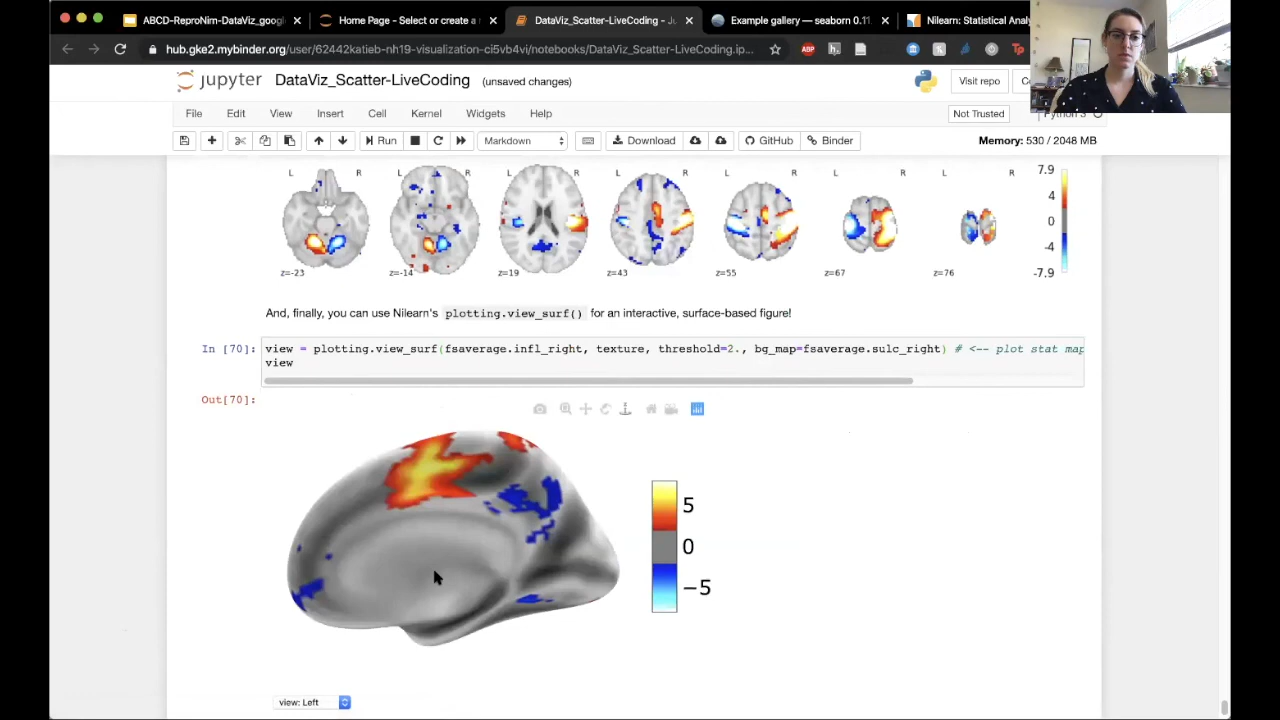 ABCD-ReproNim-DataViz_goog
Home Page - Select or create a
DataViz_Scatter-LiveCoding - Ju
Example gallery — seaborn 0.11.
Nilearn: Statistical Analy
hub.gke2.mybinder.org/user/62442katieb-nh19-visualization-ci5vb4vi/notebooks/DataViz_Scatter-LiveCoding.ip...
ABP
jupyter DataViz_Scatter-LiveCoding (unsaved changes)
Visit repo
File Edit View Insert Cell Kernel Widgets Help
Not Trusted
Python 3
Run
Markdown
Download
GitHub
Binder
Memory: 530 / 2048 MB
L R L R L R L R L R L R L R
7.9
4
0
-4
-7.9
z=-23 z=-14 z=19 z=43 z=55 z=67 z=76
And, finally, you can use Nilearn's plotting.view_surf() for an interactive, surface-based figure!
In [70]: view = plotting.view_surf(fsaverage.infl_right, texture, threshold=2., bg_map=fsaverage.sulc_right) # <-- plot stat map
view
Out[70]:
5
0
−5
view: Left